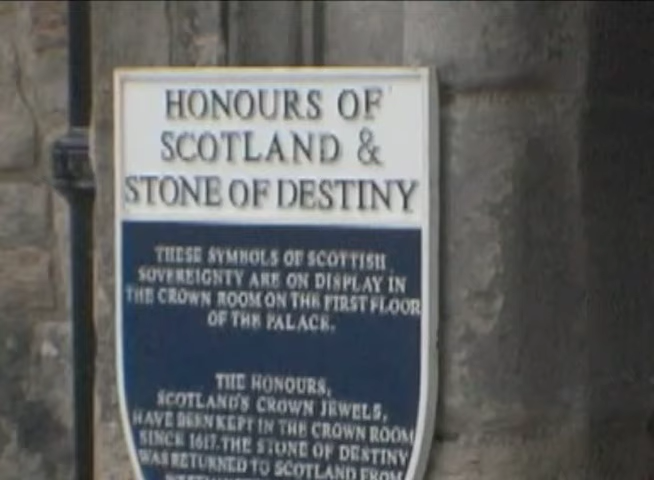 HONOURS OF
SCOTLAND &
STONE OF DESTINY
THESE SYMBOLS OF SCOTTISH
SOVEREIGNTY ARE ON DISPLAY IN
THE CROWN ROOM ON THE FIRST FLOOR
OF THE PALACE.
THE HONOURS,
SCOTLAND'S CROWN JEWELS,
HAVE BEEN KEPT IN THE CROWN ROOM
SINCE 1617. THE STONE OF DESTINY
WAS RETURNED TO SCOTLAND FROM